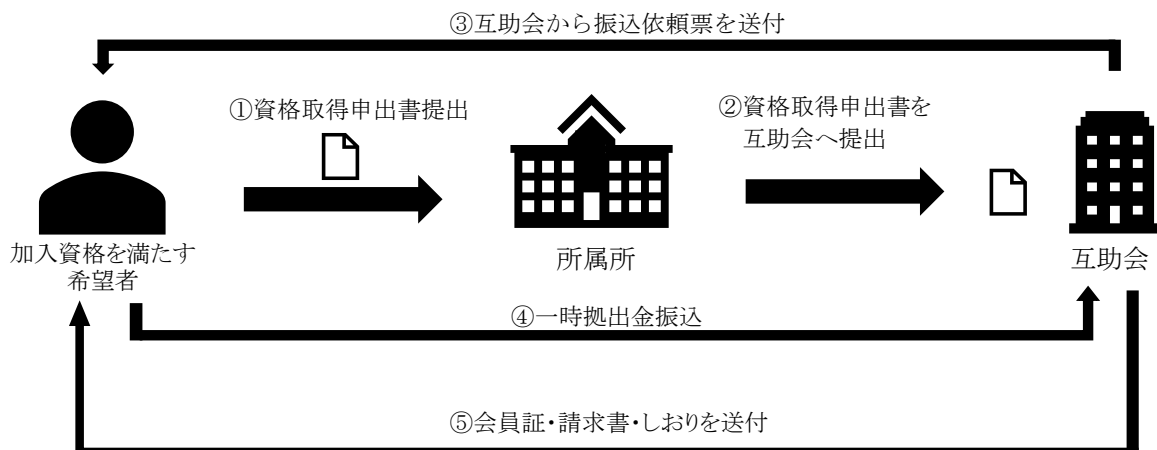 ③互助会から振込依頼票を送付
①資格取得申出書提出
②資格取得申出書を
互助会へ提出
加入資格を満たす
希望者
所属所
互助会
④一時拠出金振込
⑤会員証・請求書・しおりを送付